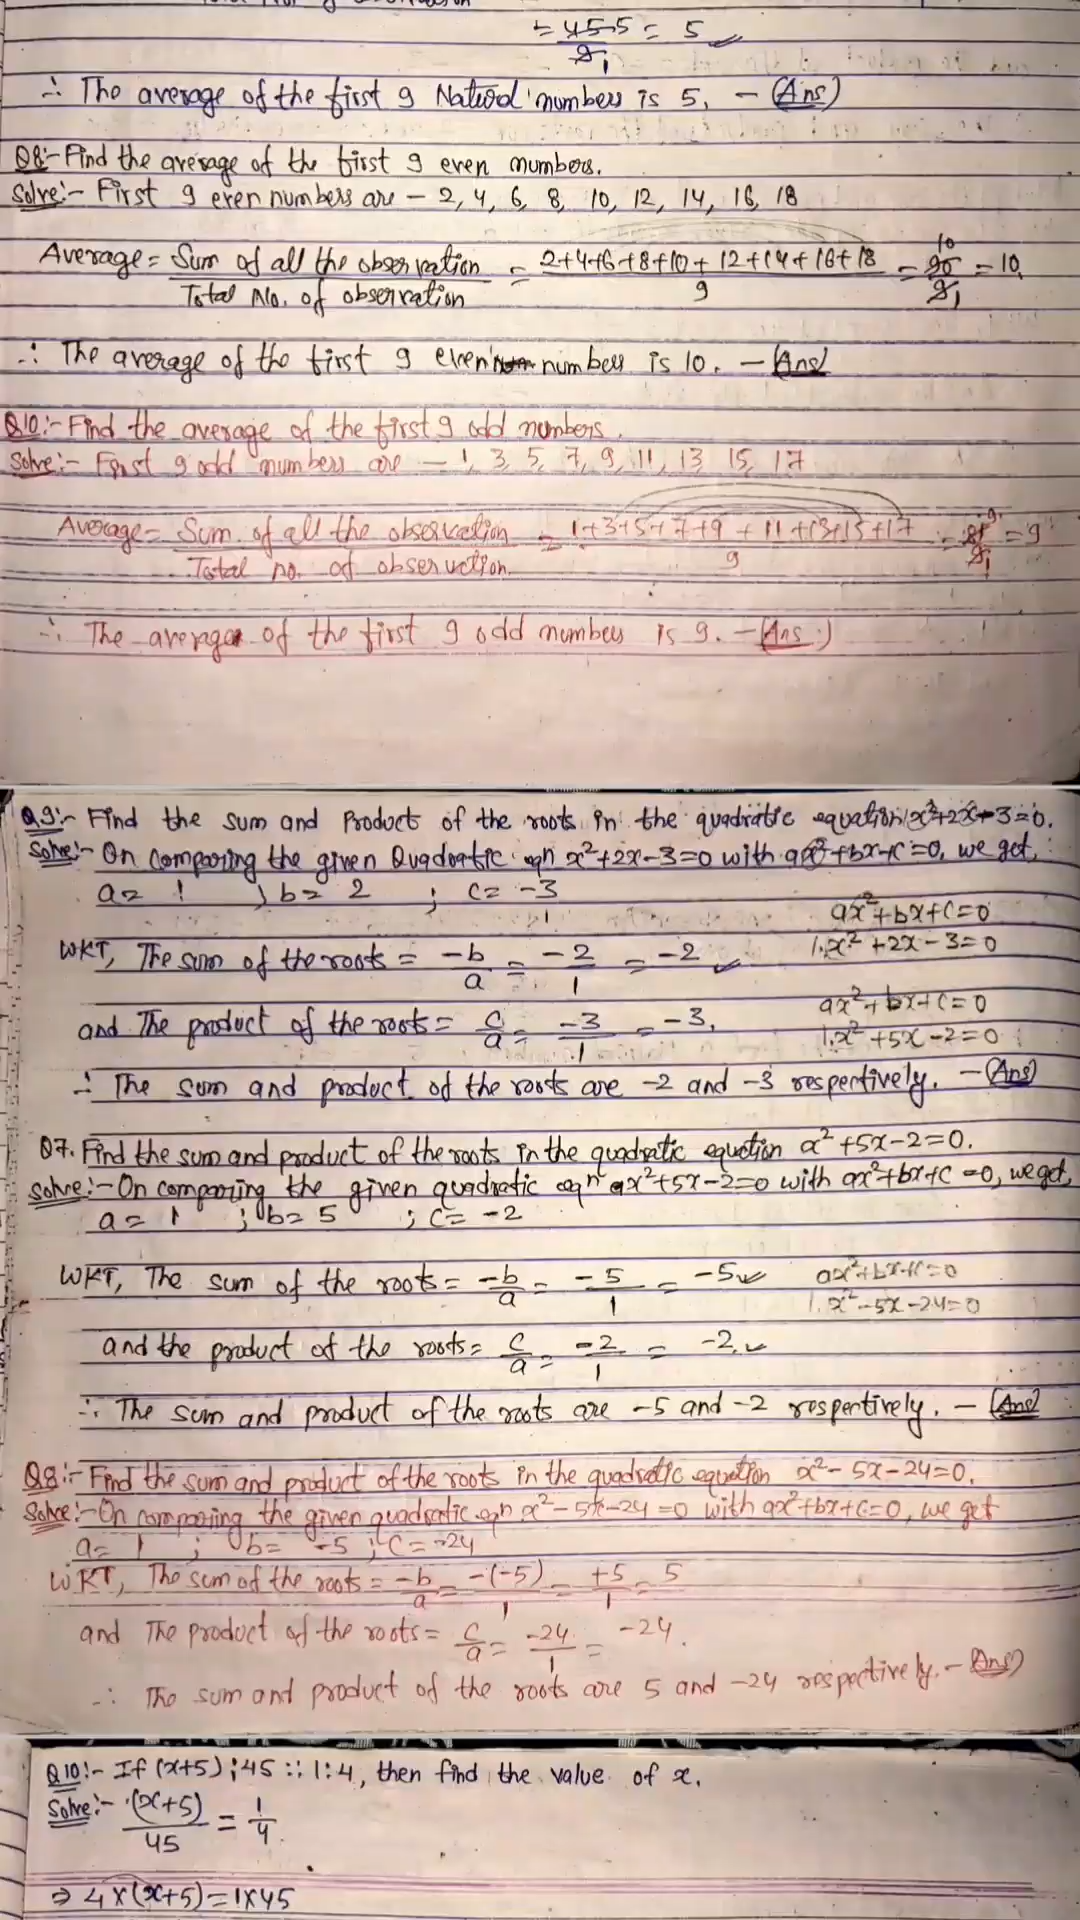 = 45 5 = 5
9 1
∴ The average of the first 9 Natural numbers is 5. - (Ans)
Q8:- Find the average of the first 9 even numbers.
Solve:- First 9 even numbers are - 2, 4, 6, 8, 10, 12, 14, 16, 18
Average = Sum of all the observation = 2+4+6+8+10+12+14+16+18 = 90 10 = 10
Total No. of observation 9 9 1
∴ The average of the first 9 even numbers is 10. - (Ans)
Q10:- Find the average of the first 9 odd numbers.
Solve:- First 9 odd numbers are - 1, 3, 5, 7, 9, 11, 13, 15, 17
Average = Sum of all the observation = 1+3+5+7+9+11+13+15+17 = 81 9 = 9
Total no. of observation 9 9 1
∴ The average of the first 9 odd numbers is 9. - (Ans.)
Q9:- Find the sum and Product of the roots in the quadratic equation x²+2x-3=0.
Solve:- On comparing the given Quadratic eqn x²+2x-3=0 with ax²+bx+c=0, we get,
a= 1 ; b= 2 ; c= -3
ax²+bx+c=0
WKT, The sum of the roots = -b/a = -2/1 = -2
1.x²+2x-3=0
ax²+bx+c=0
and The product of the roots = c/a = -3/1 = -3.
1.x²+5x-2=0
∴ The sum and product of the roots are -2 and -3 respectively. - (Ans)
Q7. Find the sum and product of the roots in the quadratic equation x²+5x-2=0.
Solve:- On comparing the given quadratic eqn x²+5x-2=0 with ax²+bx+c=0, we get,
a= 1 ; b= 5 ; c= -2
WKT, The sum of the roots = -b/a = -5/1 = -5
ax²+bx+c=0
1.x²-5x-24=0
and the product of the roots = c/a = -2/1 = -2.
∴ The sum and product of the roots are -5 and -2 respertively. - (Ans)
Q8:- Find the sum and product of the roots in the quadratic equation x²-5x-24=0.
Solve:- On comparing the given quadratic eqn x²-5x-24=0 with ax²+bx+c=0, we get
a= 1 ; b= -5 ; c= -24
WKT, The sum of the roots = -b/a = -(-5)/1 = +5/1 = 5
and The product of the roots = c/a = -24/1 = -24.
∴ The sum and product of the roots are 5 and -24 respectively. - (Ans)
Q10:- If (x+5):45 :: 1:4, then find the value of x.
Solve:- (x+5)/45 = 1/4
⇒ 4×(x+5)=1×45